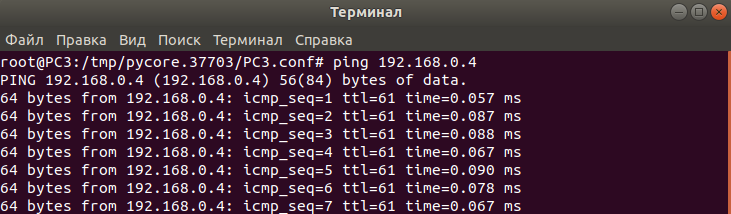 Терминал
Файл Правка Вид Поиск Терминал Справка
root@PC3:/tmp/pycore.37703/PC3.conf# ping 192.168.0.4
PING 192.168.0.4 (192.168.0.4) 56(84) bytes of data.
64 bytes from 192.168.0.4: icmp_seq=1 ttl=61 time=0.057 ms
64 bytes from 192.168.0.4: icmp_seq=2 ttl=61 time=0.087 ms
64 bytes from 192.168.0.4: icmp_seq=3 ttl=61 time=0.088 ms
64 bytes from 192.168.0.4: icmp_seq=4 ttl=61 time=0.067 ms
64 bytes from 192.168.0.4: icmp_seq=5 ttl=61 time=0.090 ms
64 bytes from 192.168.0.4: icmp_seq=6 ttl=61 time=0.078 ms
64 bytes from 192.168.0.4: icmp_seq=7 ttl=61 time=0.067 ms